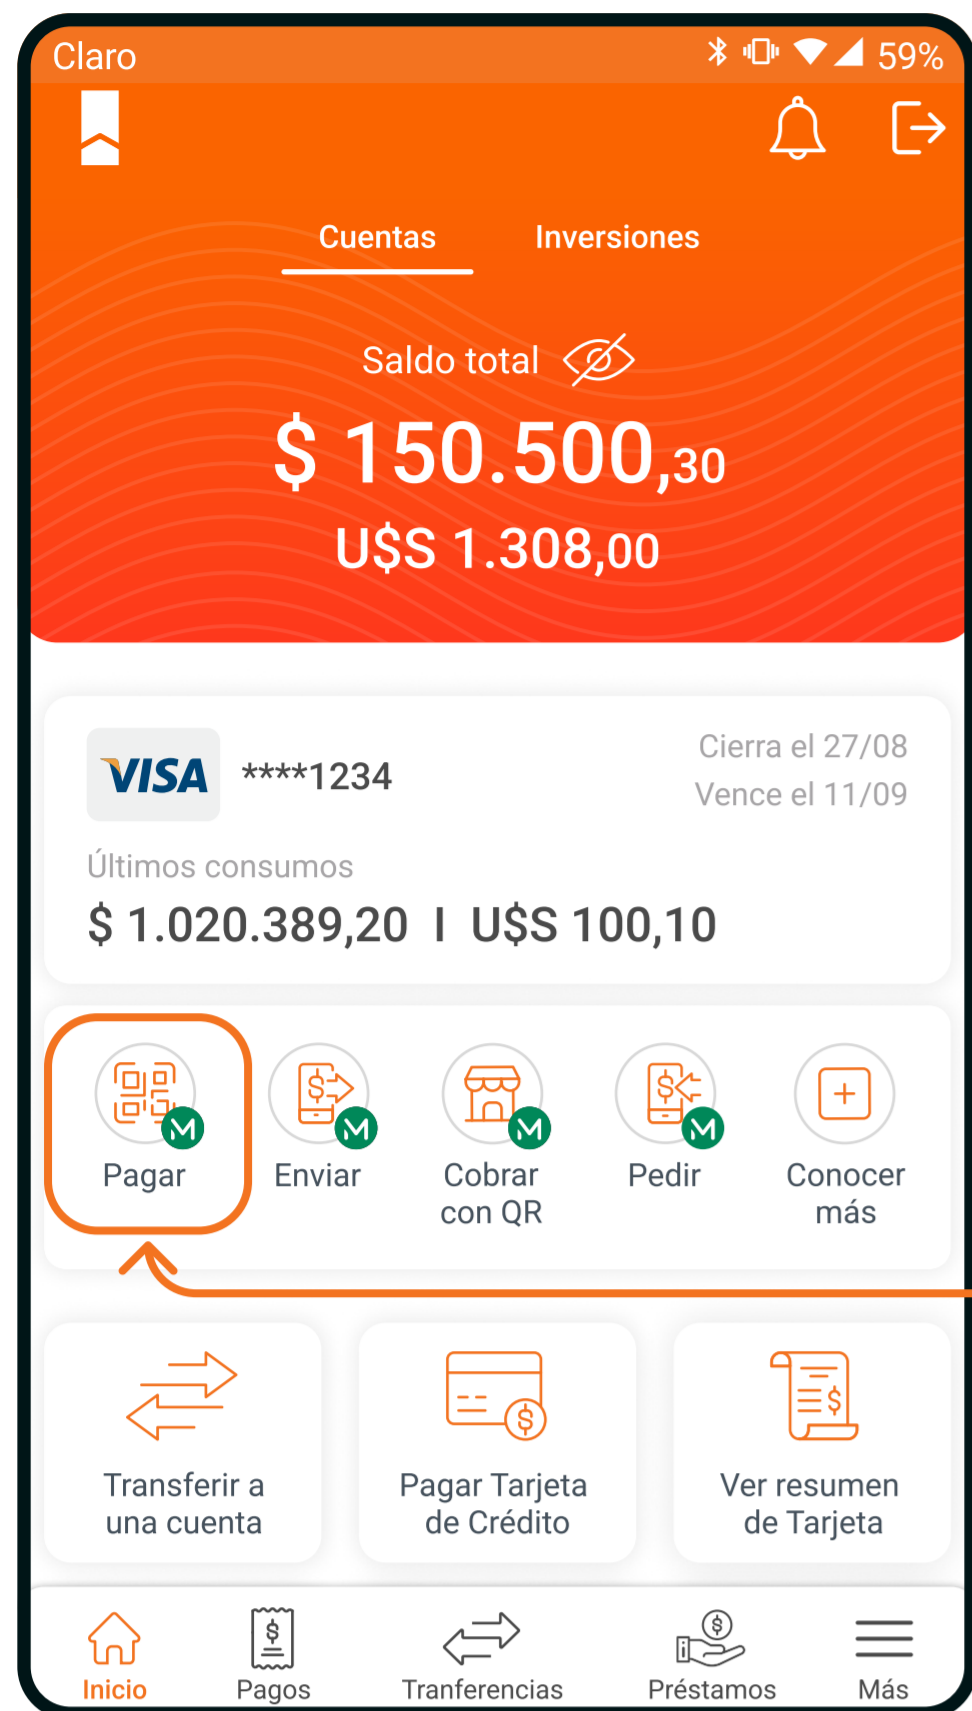 Claro 59%
Cuentas Inversiones
Saldo total
$ 150.500,30
U$S 1.308,00
VISA ****1234
Cierra el 27/08
Vence el 11/09
Últimos consumos
$ 1.020.389,20 I U$S 100,10
Pagar
Enviar
Cobrar
con QR
Pedir
Conocer
más
Transferir a
una cuenta
Pagar Tarjeta
de Crédito
Ver resumen
de Tarjeta
Inicio Pagos Tranferencias Préstamos Más